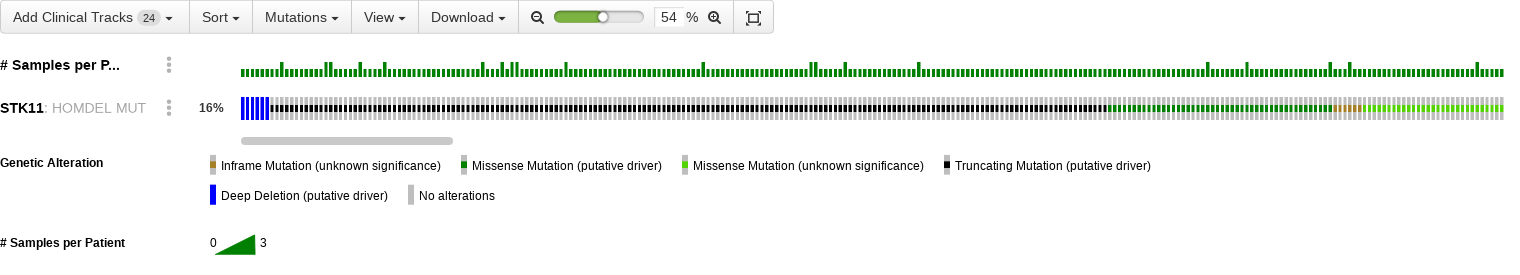 Add Clinical Tracks 24 Sort Mutations View Download 54 %
# Samples per P...
STK11: HOMDEL MUT 16%
Genetic Alteration Inframe Mutation (unknown significance) Missense Mutation (putative driver) Missense Mutation (unknown significance) Truncating Mutation (putative driver)
Deep Deletion (putative driver) No alterations
# Samples per Patient 0 3